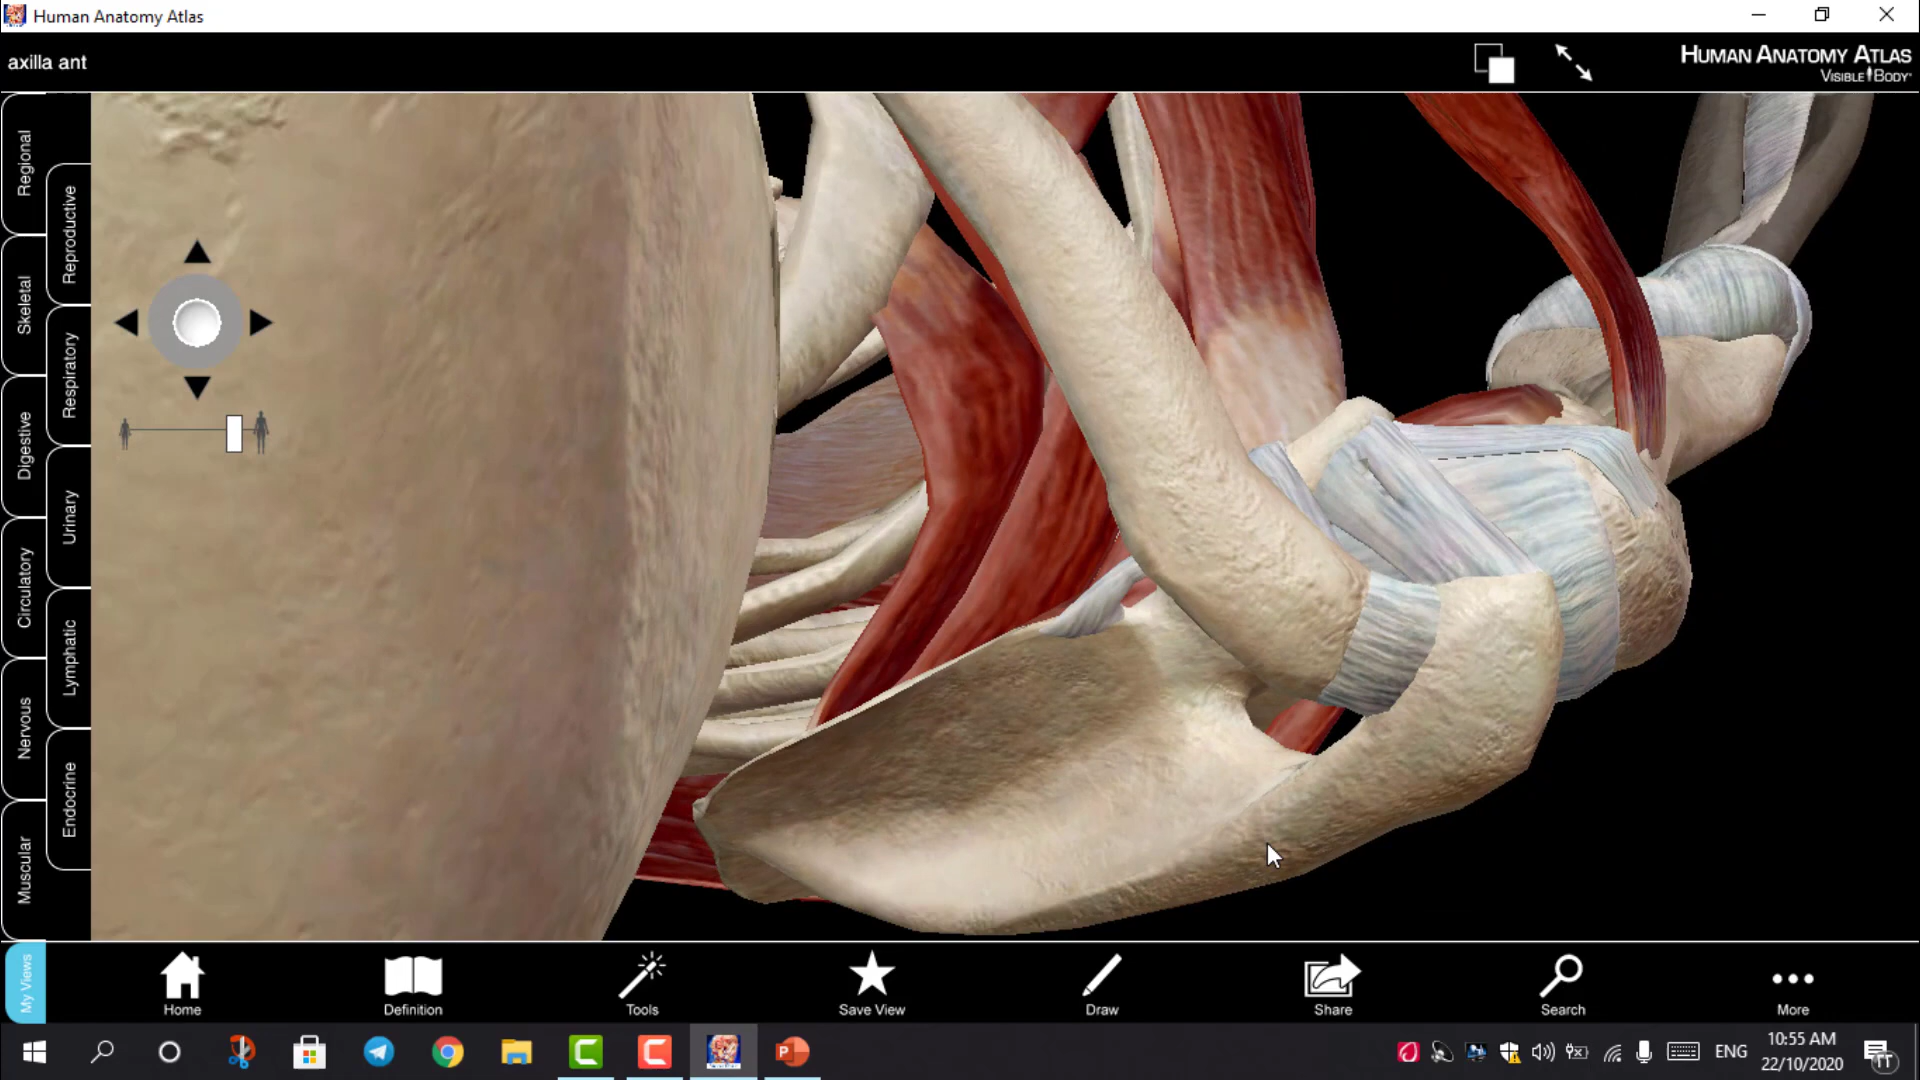 Human Anatomy Atlas
axilla ant
HUMAN ANATOMY ATLAS
VISIBLE BODY
Regional
Skeletal
Digestive
Circulatory
Nervous
Muscular
Reproductive
Respiratory
Urinary
Lymphatic
Endocrine
My Views
Home
Definition
Tools
Save View
Draw
Share
Search
More
ENG
10:55 AM
22/10/2020